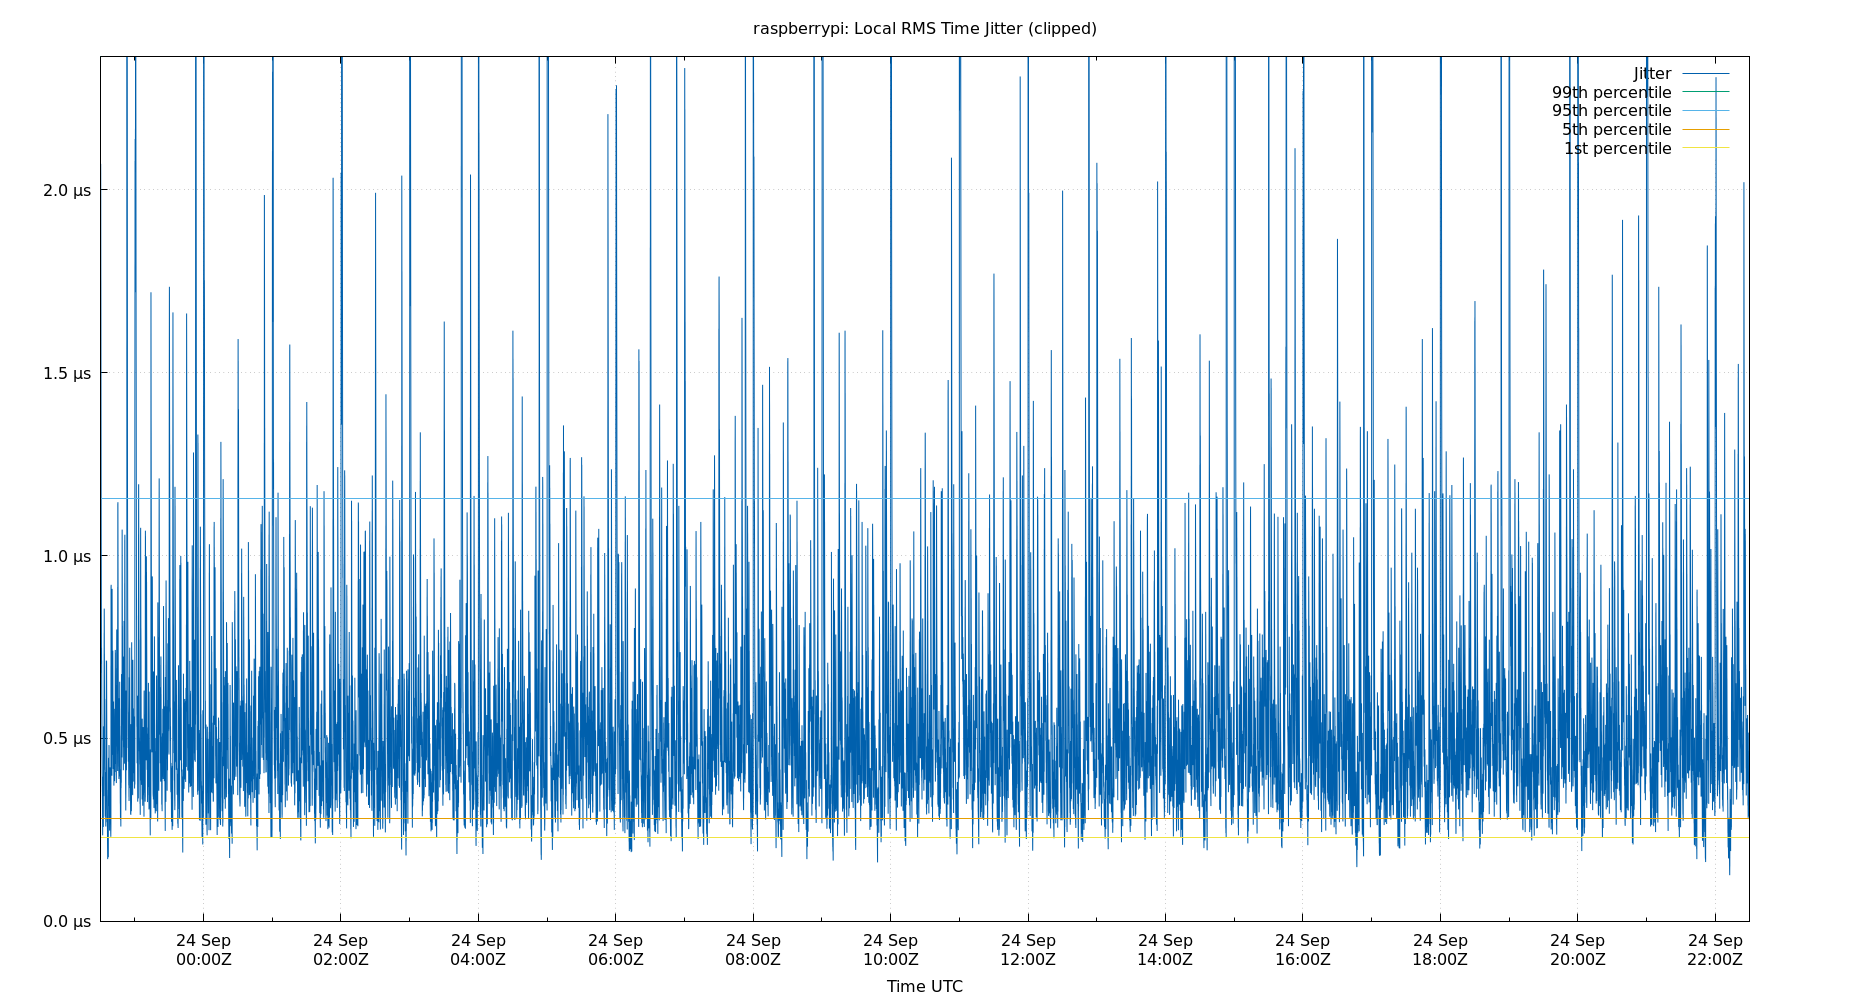 raspberrypi: Local RMS Time Jitter (clipped)
Jitter
99th percentile
95th percentile
5th percentile
1st percentile
2.0 µs
1.5 µs
1.0 µs
0.5 µs
0.0 µs
24 Sep 24 Sep 24 Sep 24 Sep 24 Sep 24 Sep 24 Sep 24 Sep 24 Sep 24 Sep 24 Sep 24 Sep
00:00Z 02:00Z 04:00Z 06:00Z 08:00Z 10:00Z 12:00Z 14:00Z 16:00Z 18:00Z 20:00Z 22:00Z
Time UTC